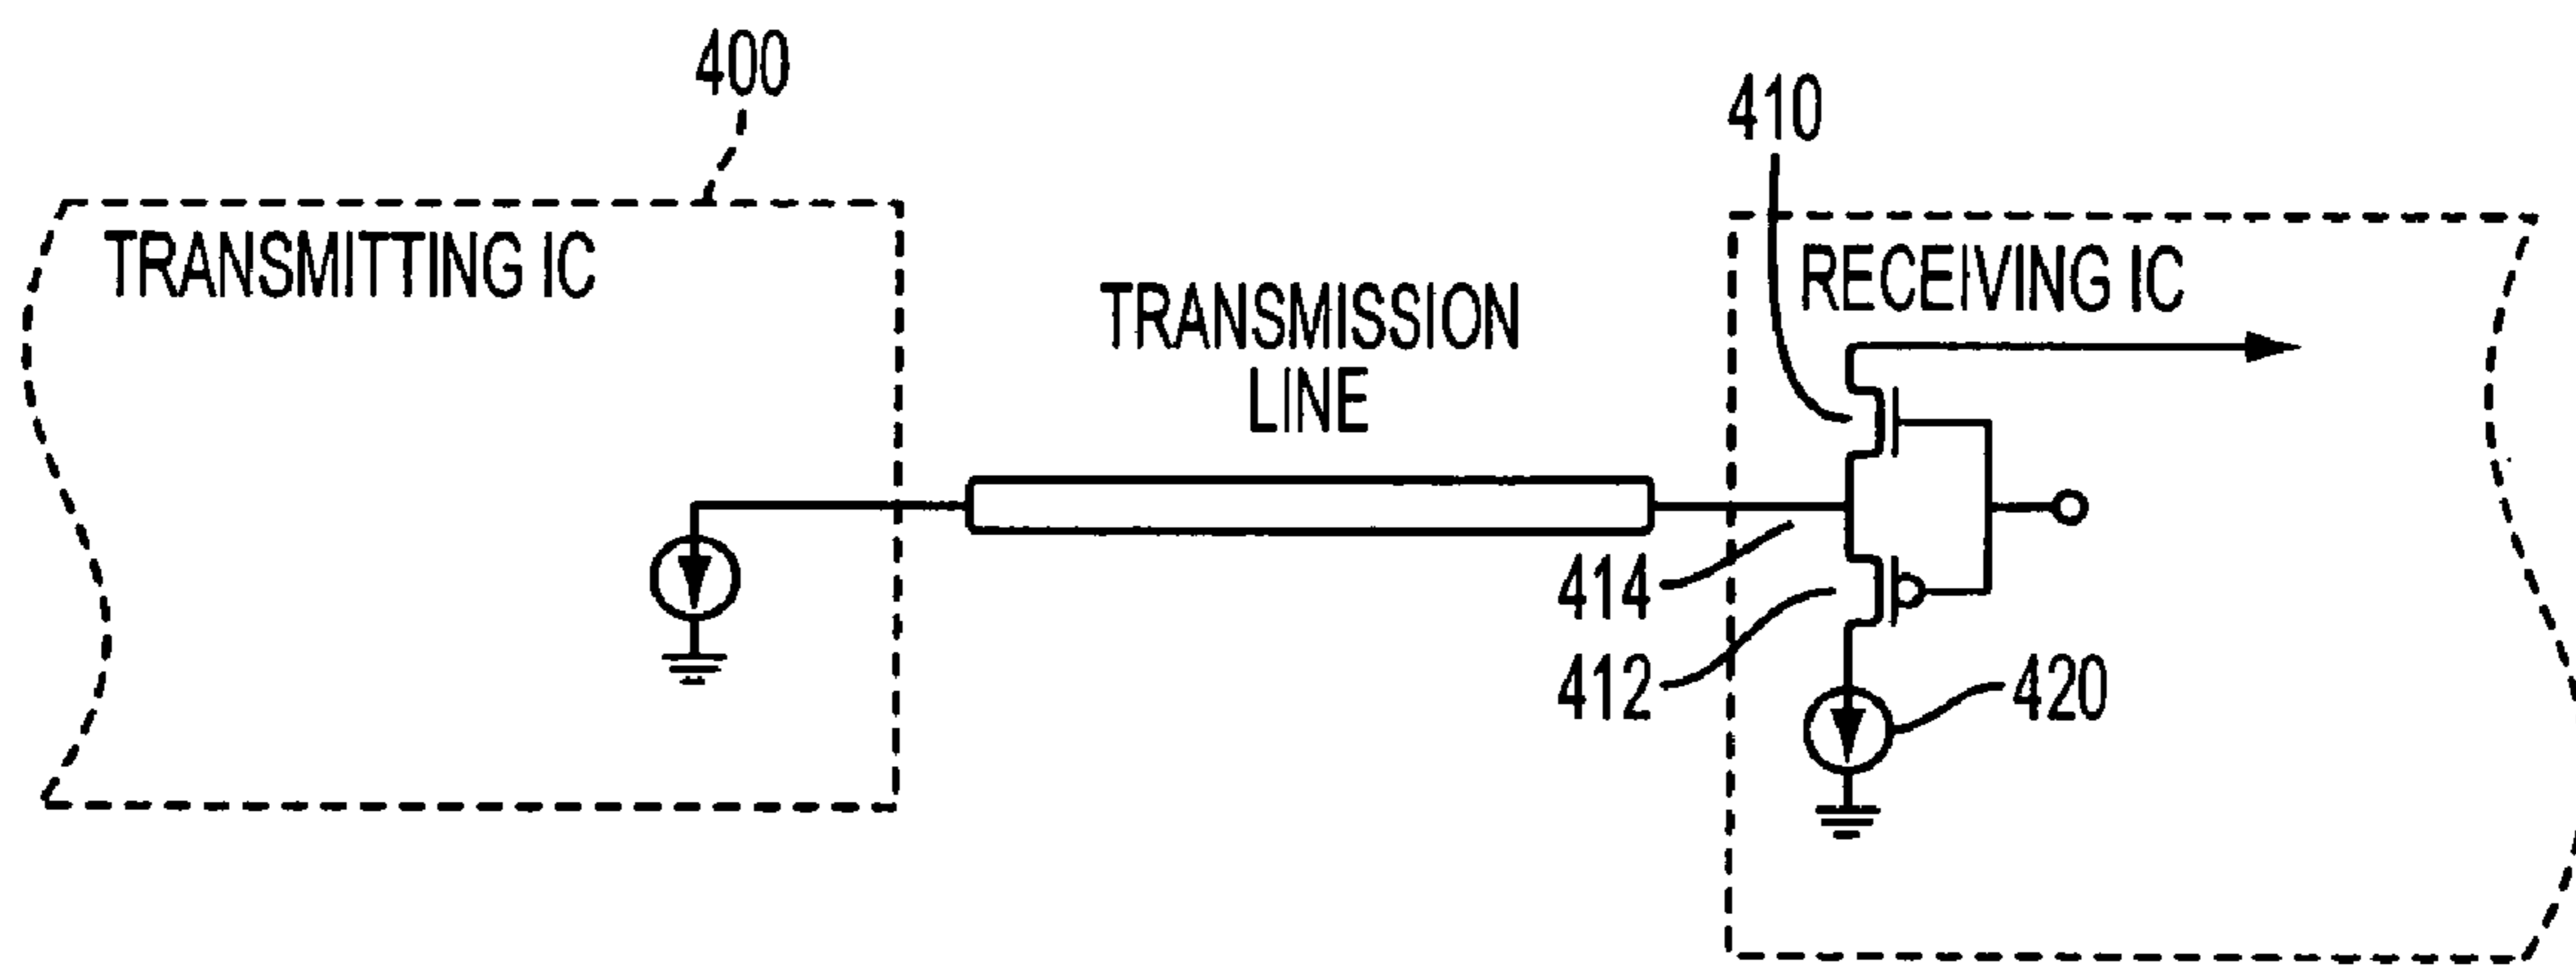 400
410
TRANSMITTING IC
RECEIVING IC
TRANSMISSION
LINE
414
412
420